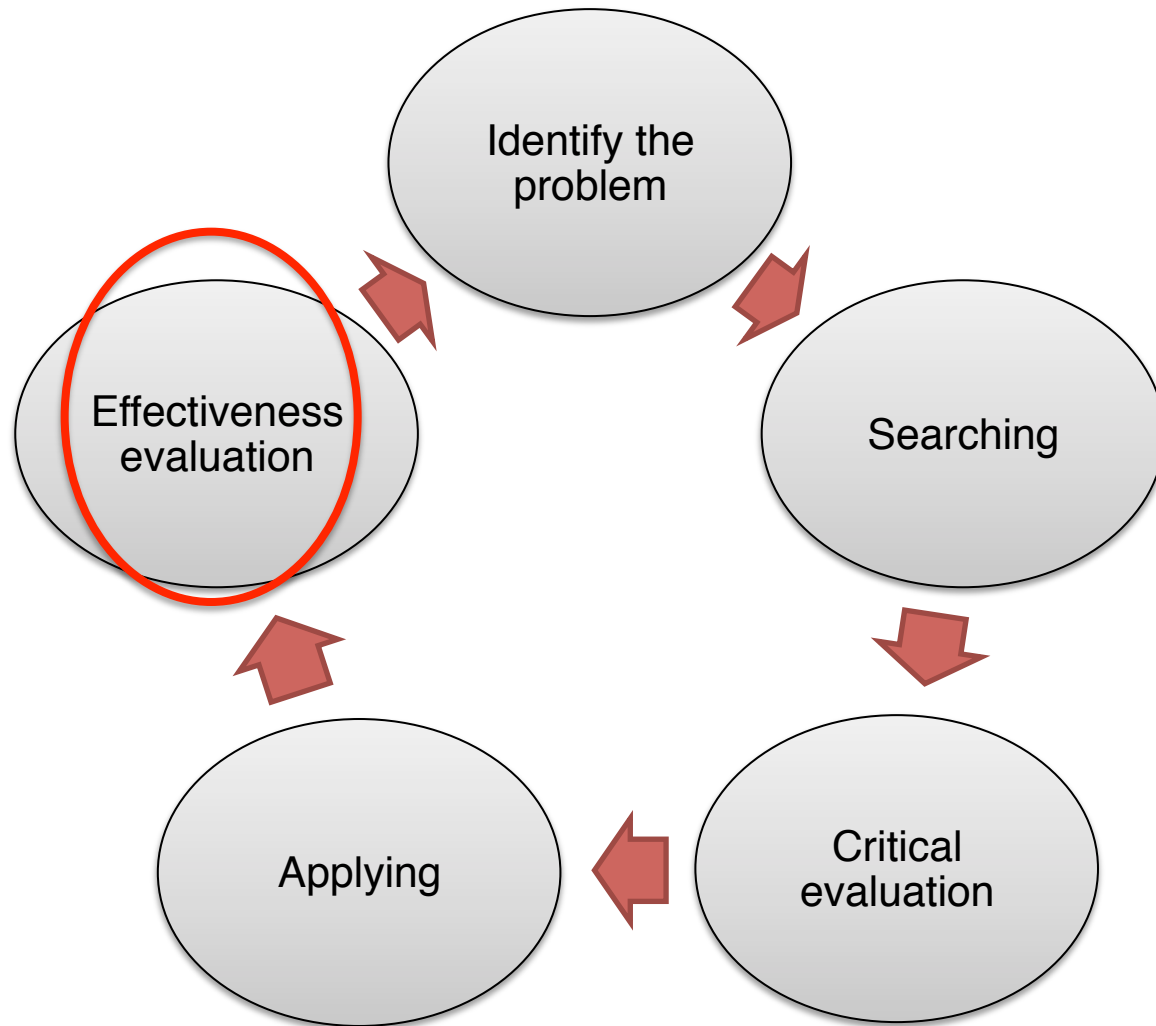 Identify the
problem
Searching
Critical
evaluation
Applying
Effectiveness
evaluation